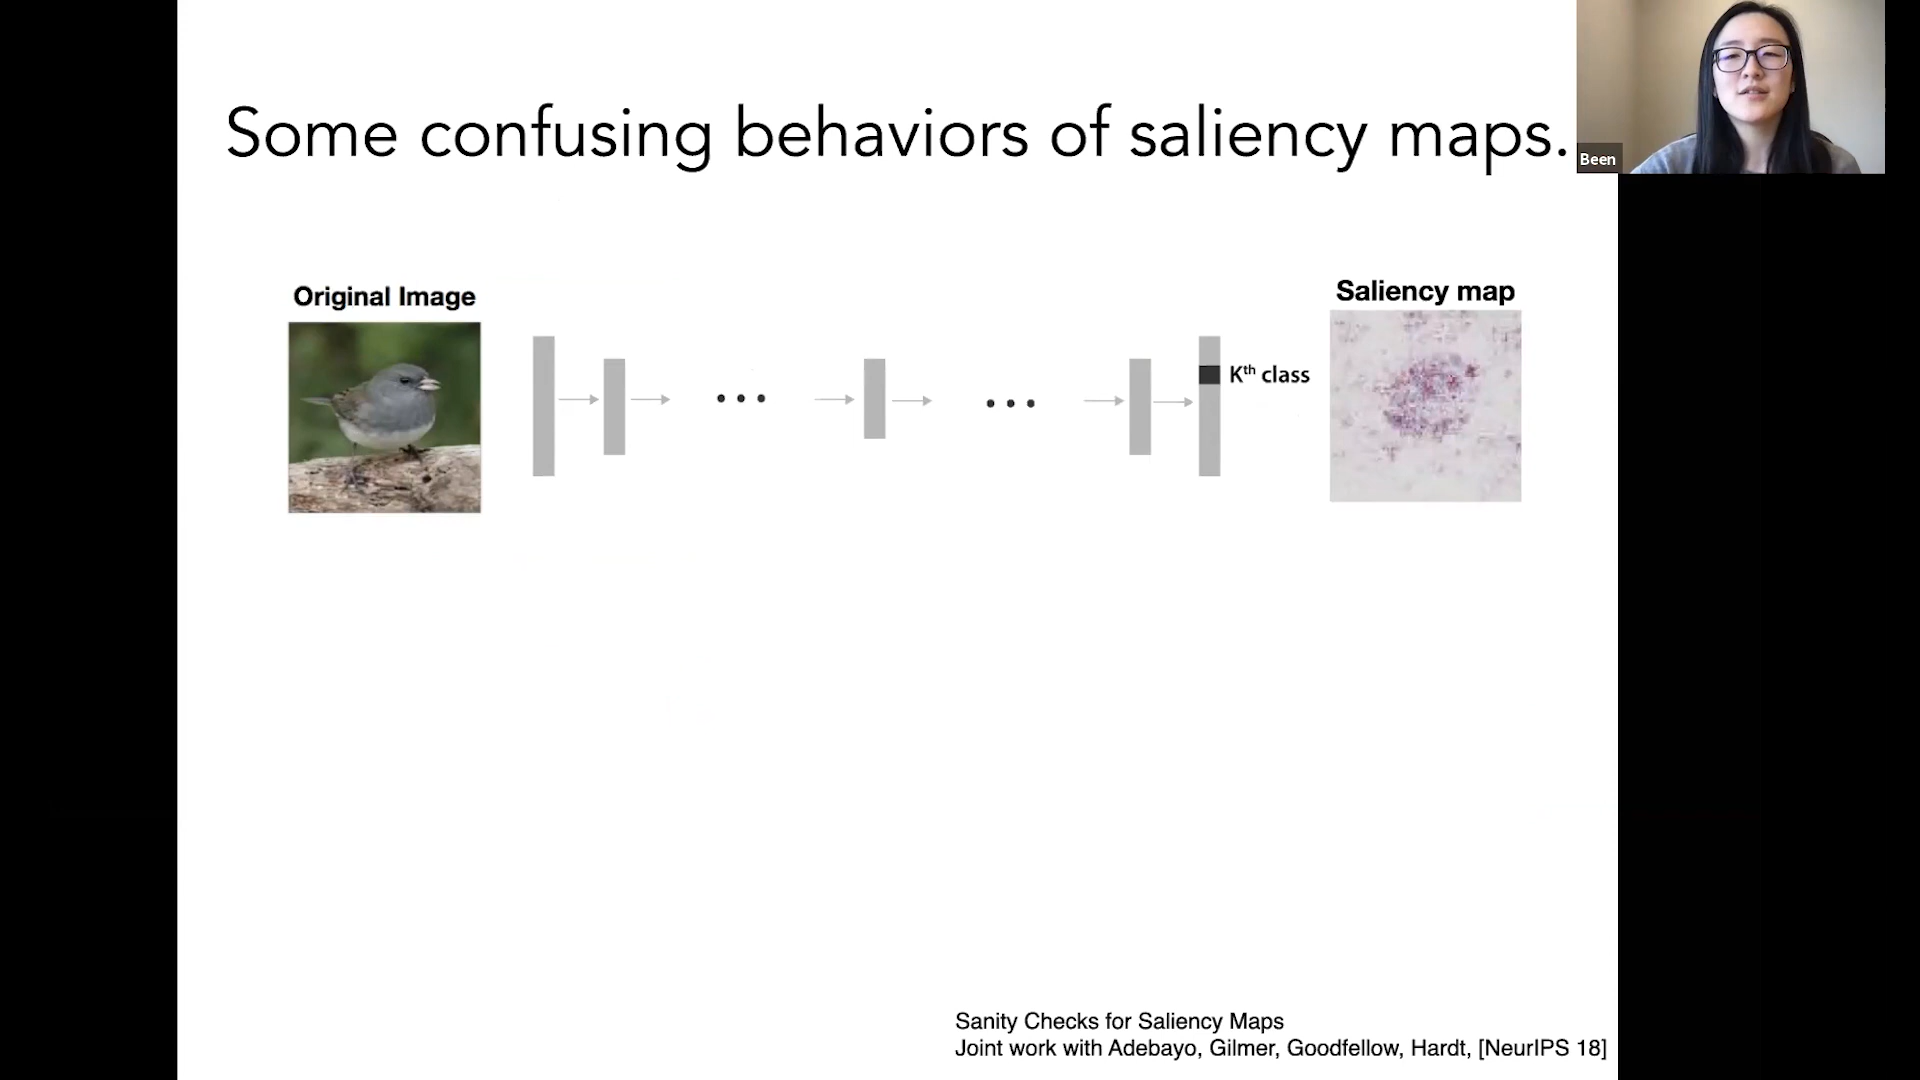 Some confusing behaviors of saliency maps.
Been
Original Image
Saliency map
Kth class
Sanity Checks for Saliency Maps
Joint work with Adebayo, Gilmer, Goodfellow, Hardt, [NeurIPS 18]